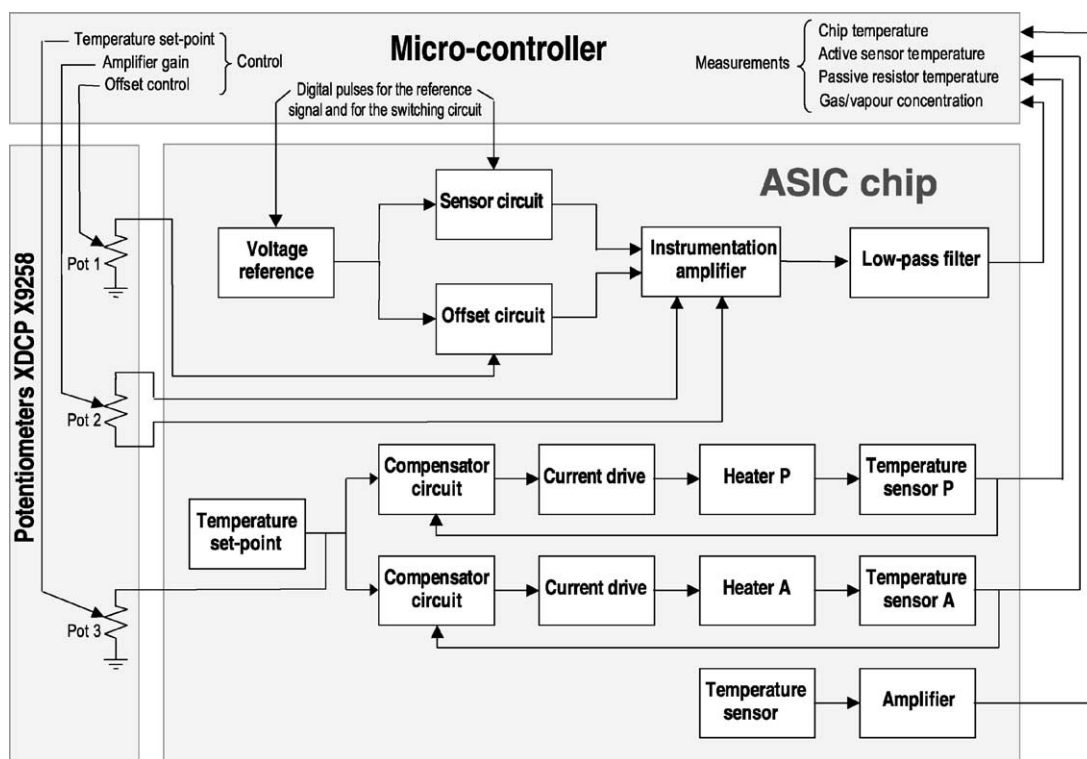 Micro-controller
Temperature set-point
Amplifier gain
Offset control
Control
Digital pulses for the reference
signal and for the switching circuit
Measurements
Chip temperature
Active sensor temperature
Passive resistor temperature
Gas/vapour concentration
Potentiometers XDCP X9258
Pot 1
Pot 2
Pot 3
ASIC chip
Voltage
reference
Sensor circuit
Offset circuit
Instrumentation
amplifier
Low-pass filter
Temperature
set-point
Compensator
circuit
Current drive
Heater P
Temperature
sensor P
Compensator
circuit
Current drive
Heater A
Temperature
sensor A
Temperature
sensor
Amplifier